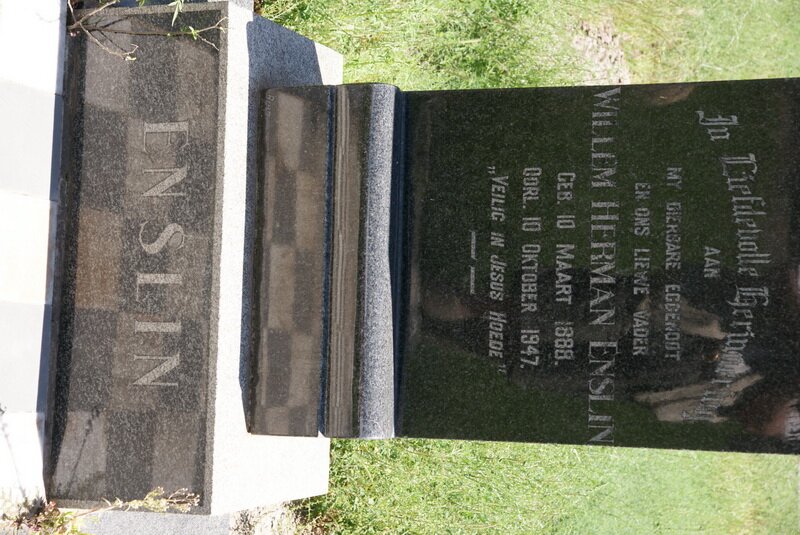 In Liefdevolle Herinnering
AAN
MY DIERBARE EGGENOOT
EN ONS LIEWE VADER
WILLEM HERMAN ENSLIN
GEB. 10 MAART 1888.
OORL. 10 OKTOBER 1947.
„VEILIG IN JESUS HOEDE"
ENSLIN